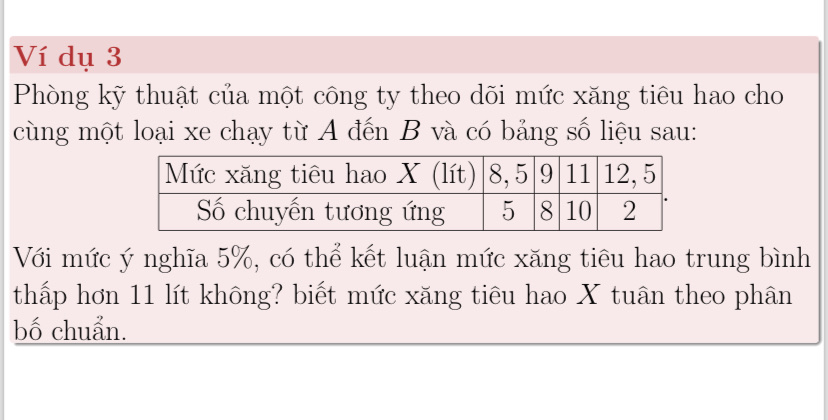 Ví dụ 3
Phòng kỹ thuật của một công ty theo dõi mức xăng tiêu hao cho
cùng một loại xe chạy từ A đến B và có bảng số liệu sau:
Mức xăng tiêu hao X (lít) 8, 5 9 11 12, 5
Số chuyến tương ứng 5 8 10 2 .
Với mức ý nghĩa 5%, có thể kết luận mức xăng tiêu hao trung bình
thấp hơn 11 lít không? biết mức xăng tiêu hao X tuân theo phân
bố chuẩn.